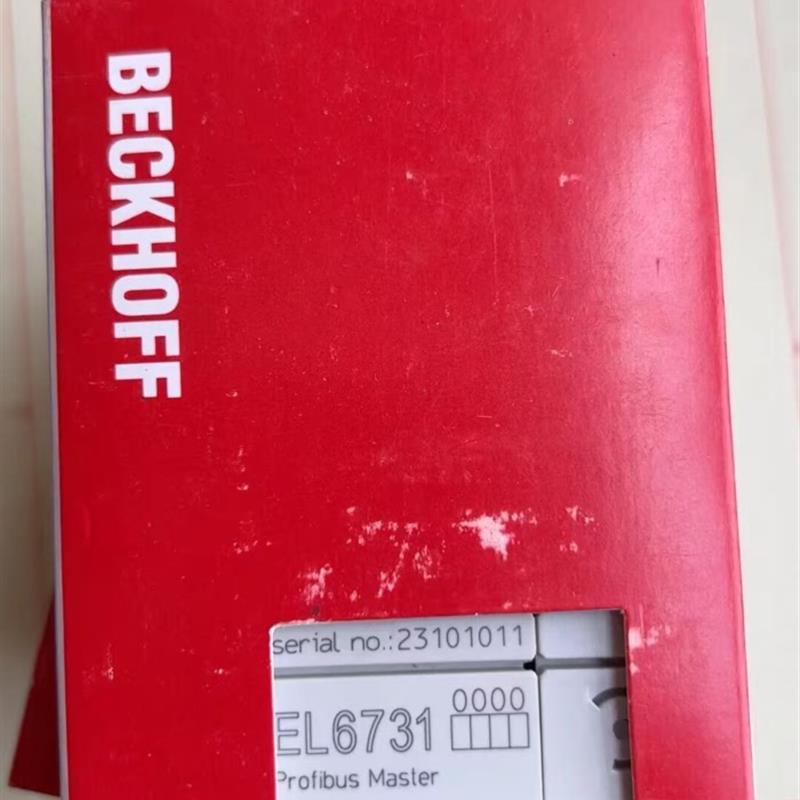 BECKHOFF
serial no.:23101011
EL6731 0000
Profibus Master